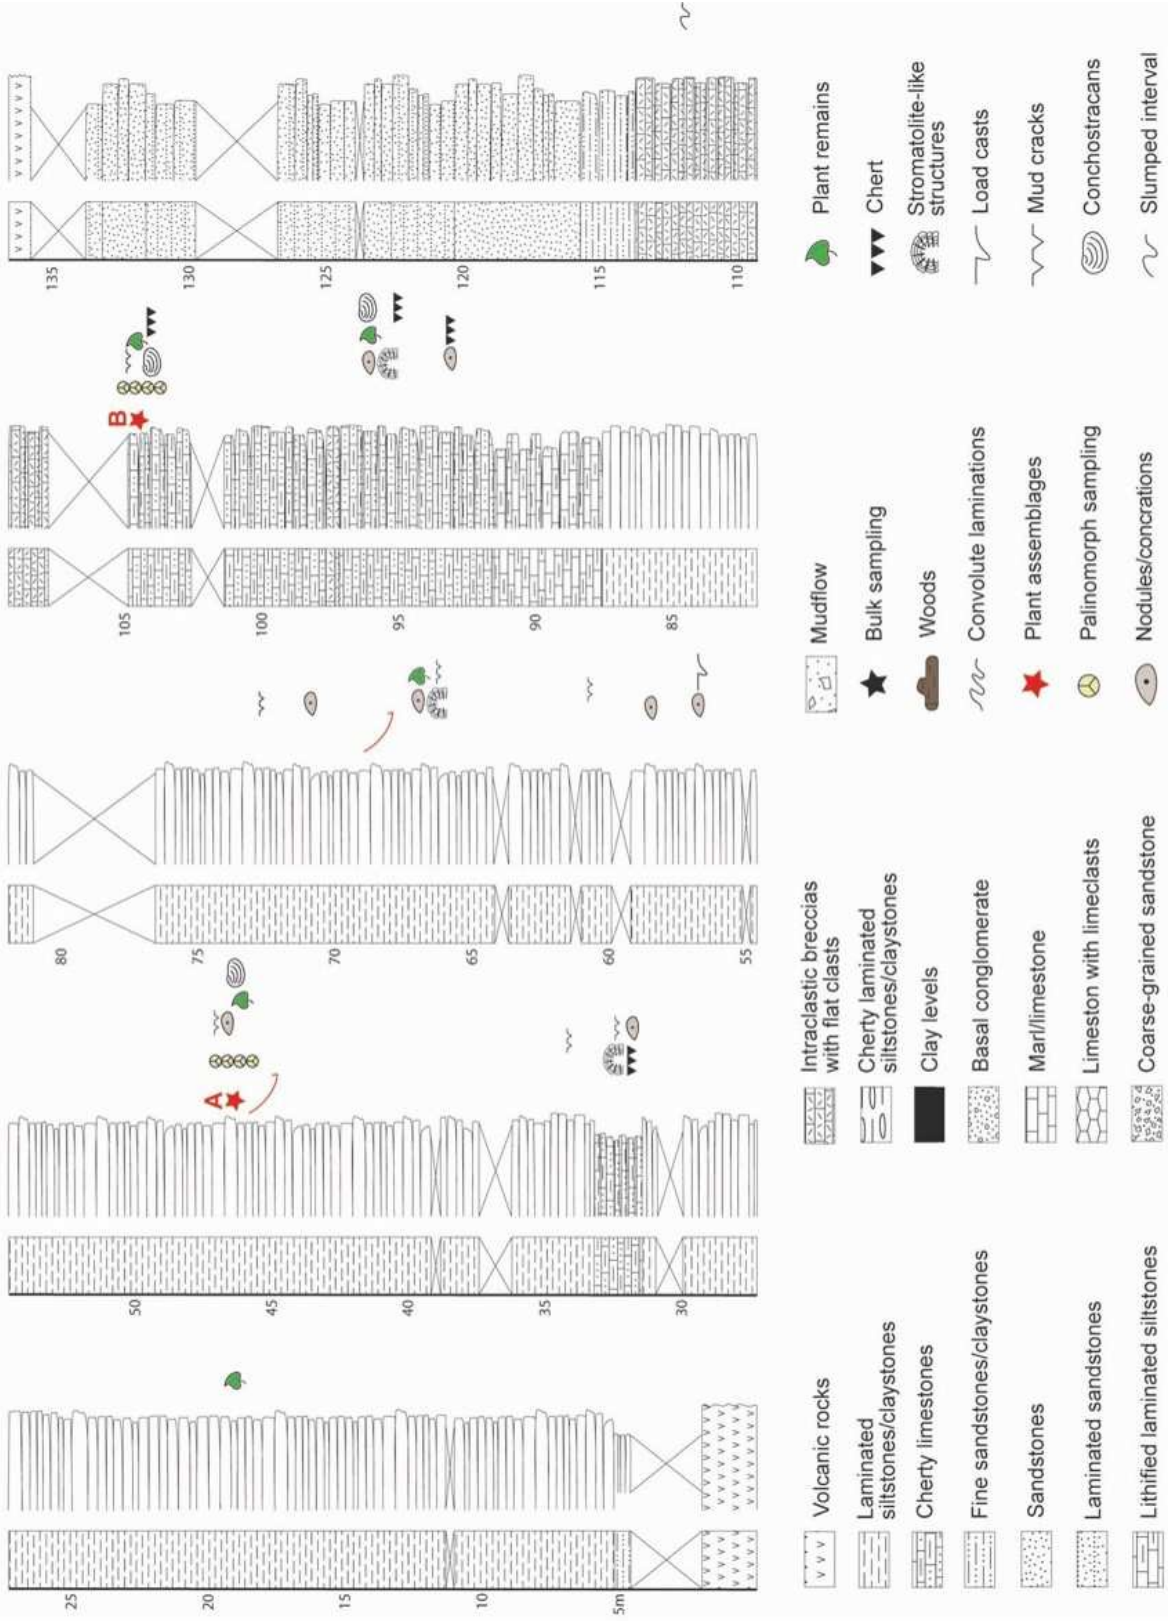 135
130
125
120
115
110
B
105
100
95
90
85
80
75
70
65
60
55
A
50
45
40
35
30
25
20
15
10
5m
Volcanic rocks
Laminated
siltstones/claystones
Cherty limestones
Fine sandstones/claystones
Sandstones
Laminated sandstones
Lithified laminated siltstones
Intraclastic breccias
with flat clasts
Cherty laminated
siltstones/claystones
Clay levels
Basal conglomerate
Marl/limestone
Limeston with limeclasts
Coarse-grained sandstone
Mudflow
Bulk sampling
Woods
Convolute laminations
Plant assemblages
Palinomorph sampling
Nodules/concrations
Plant remains
Chert
Stromatolite-like
structures
Load casts
Mud cracks
Conchostracans
Slumped interval